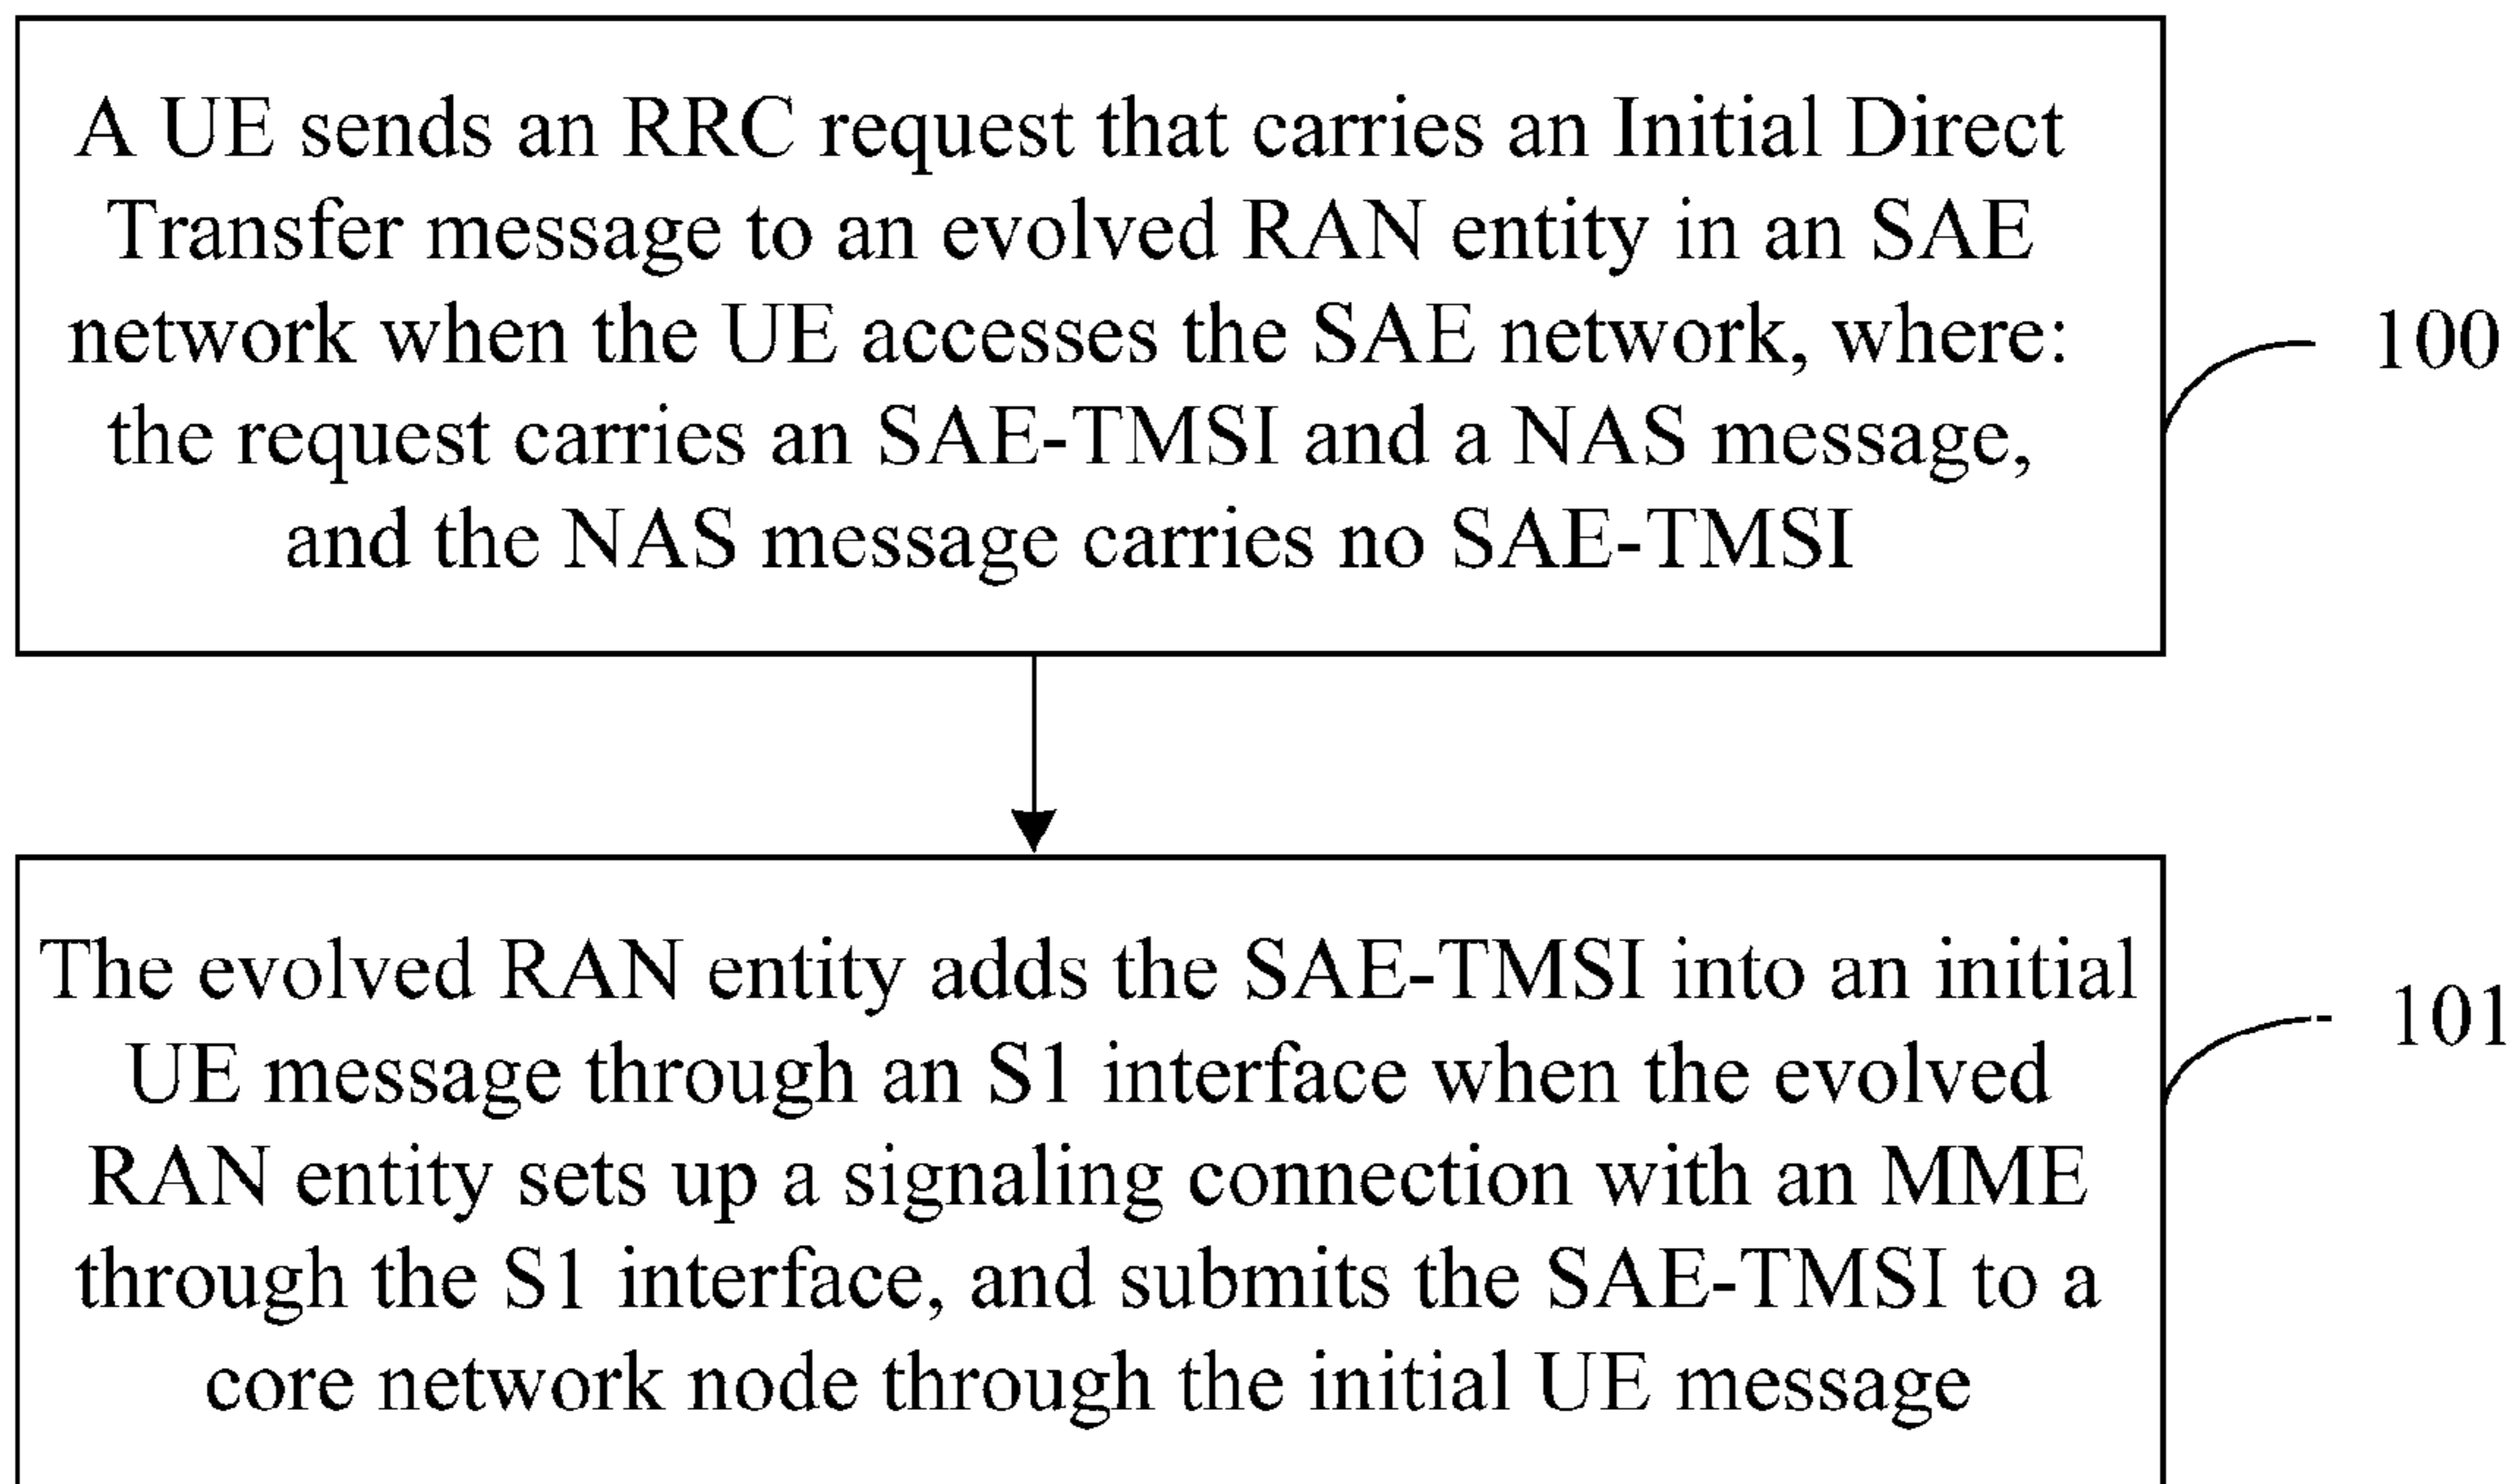 A UE sends an RRC request that carries an Initial Direct
Transfer message to an evolved RAN entity in an SAE
network when the UE accesses the SAE network, where:
the request carries an SAE-TMSI and a NAS message,
and the NAS message carries no SAE-TMSI
100
The evolved RAN entity adds the SAE-TMSI into an initial
UE message through an S1 interface when the evolved
RAN entity sets up a signaling connection with an MME
through the S1 interface, and submits the SAE-TMSI to a
core network node through the initial UE message
101